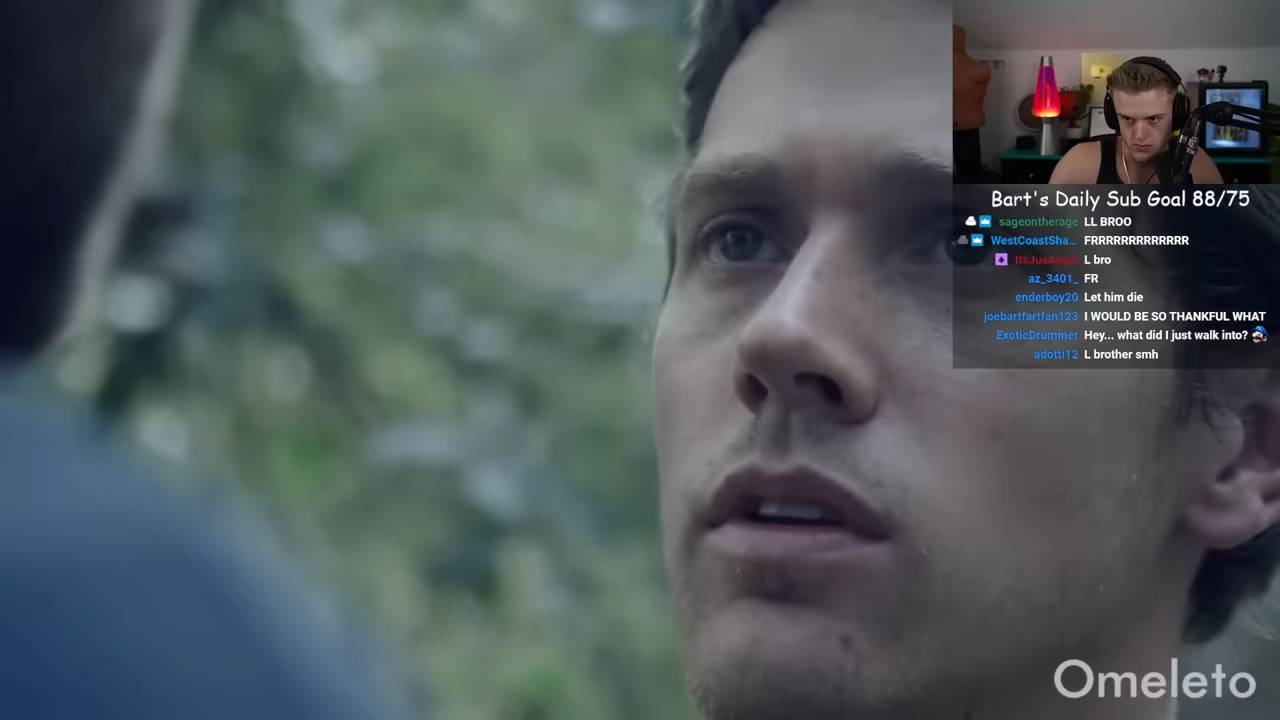 Bart's Daily Sub Goal 88/75
sageontherage LL BROO
WestCoastSha... FRRRRRRRRRRRRR
ItsJusAngel L bro
az_3401_ FR
enderboy20 Let him die
joebartfartfan123 I WOULD BE SO THANKFUL WHAT
ExoticDrummer Hey... what did I just walk into?
adotti12 L brother smh
Omeleto